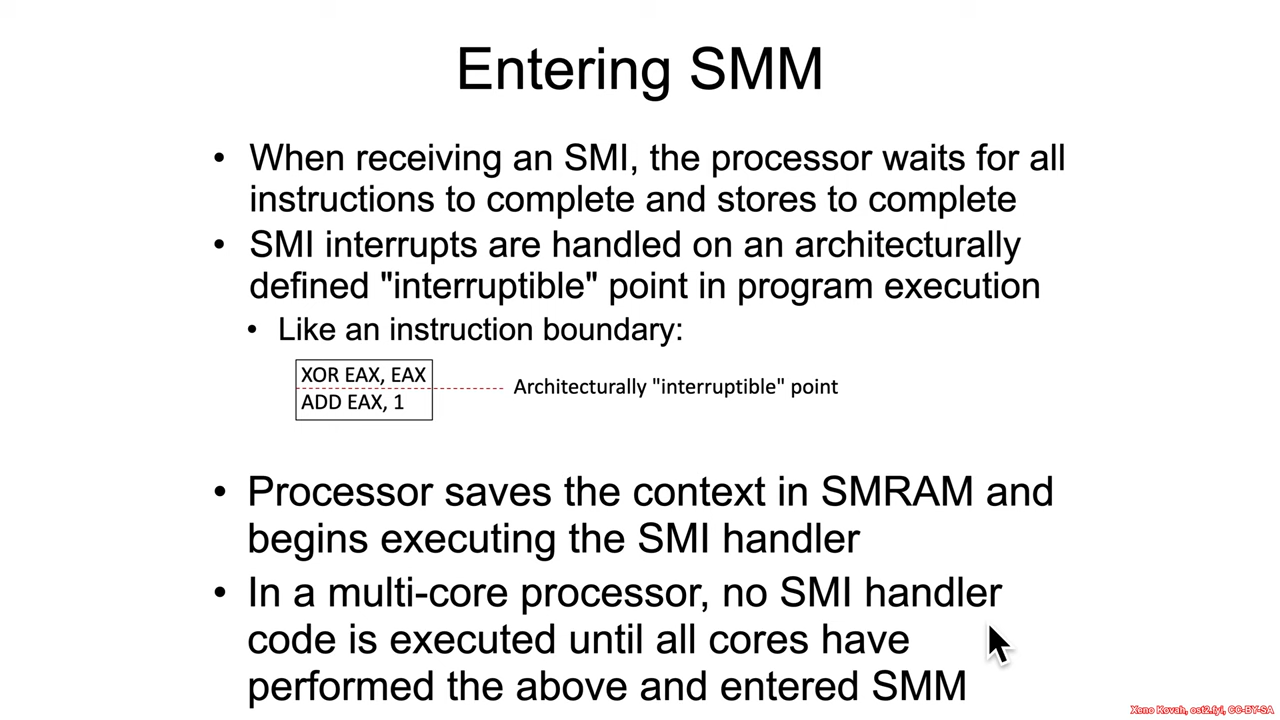 Entering SMM
• When receiving an SMI, the processor waits for all
instructions to complete and stores to complete
• SMI interrupts are handled on an architecturally
defined "interruptible" point in program execution
• Like an instruction boundary:
XOR EAX, EAX
Architecturally "interruptible" point
ADD EAX, 1
• Processor saves the context in SMRAM and
begins executing the SMI handler
• In a multi-core processor, no SMI handler
code is executed until all cores have
performed the above and entered SMM
Xeno Kovah, ost2.fyi, CC-BY-SA